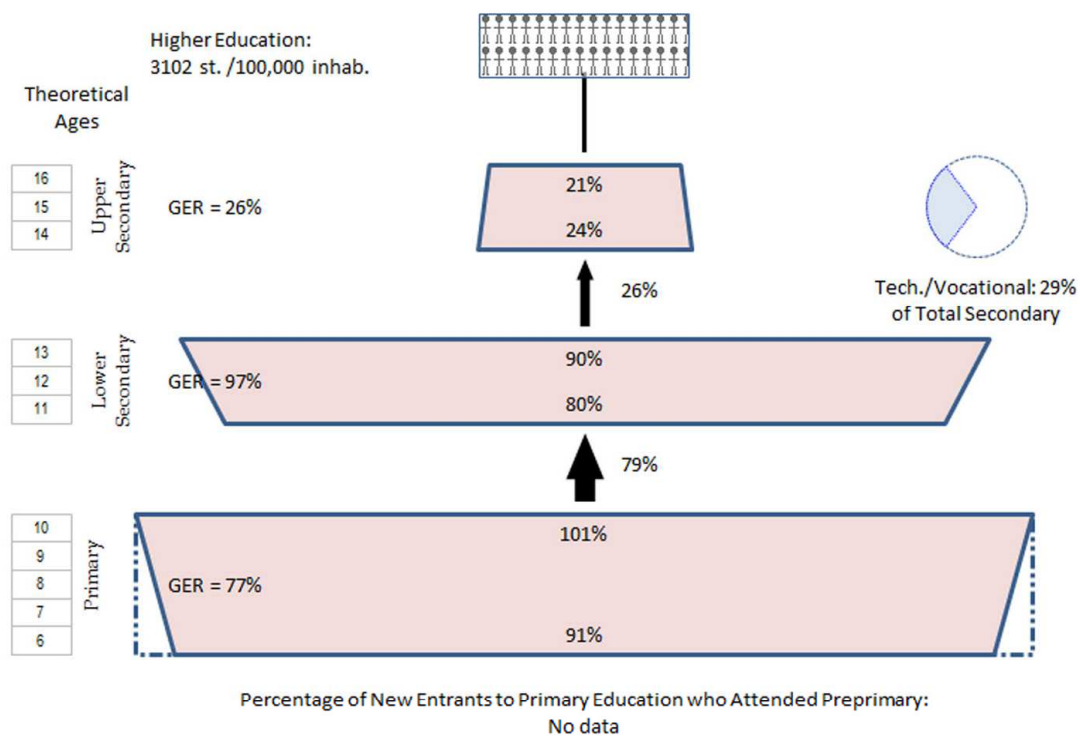 Higher Education:
3102 st. /100,000 inhab.
Theoretical
Ages
16
15
14
Upper
Secondary
GER = 26%
21%
24%
26%
Tech./Vocational: 29%
of Total Secondary
13
12
11
Lower
Secondary
GER = 97%
90%
80%
79%
10
9
8
7
6
Primary
GER = 77%
101%
91%
Percentage of New Entrants to Primary Education who Attended Preprimary:
No data